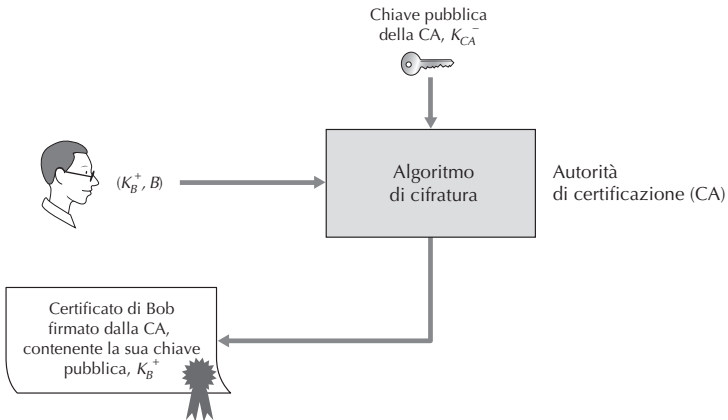 Chiave pubblica
della CA, K_CA^-
(K_B^+, B)
Algoritmo
di cifratura
Autorità
di certificazione (CA)
Certificato di Bob
firmato dalla CA,
contenente la sua chiave
pubblica, K_B^+